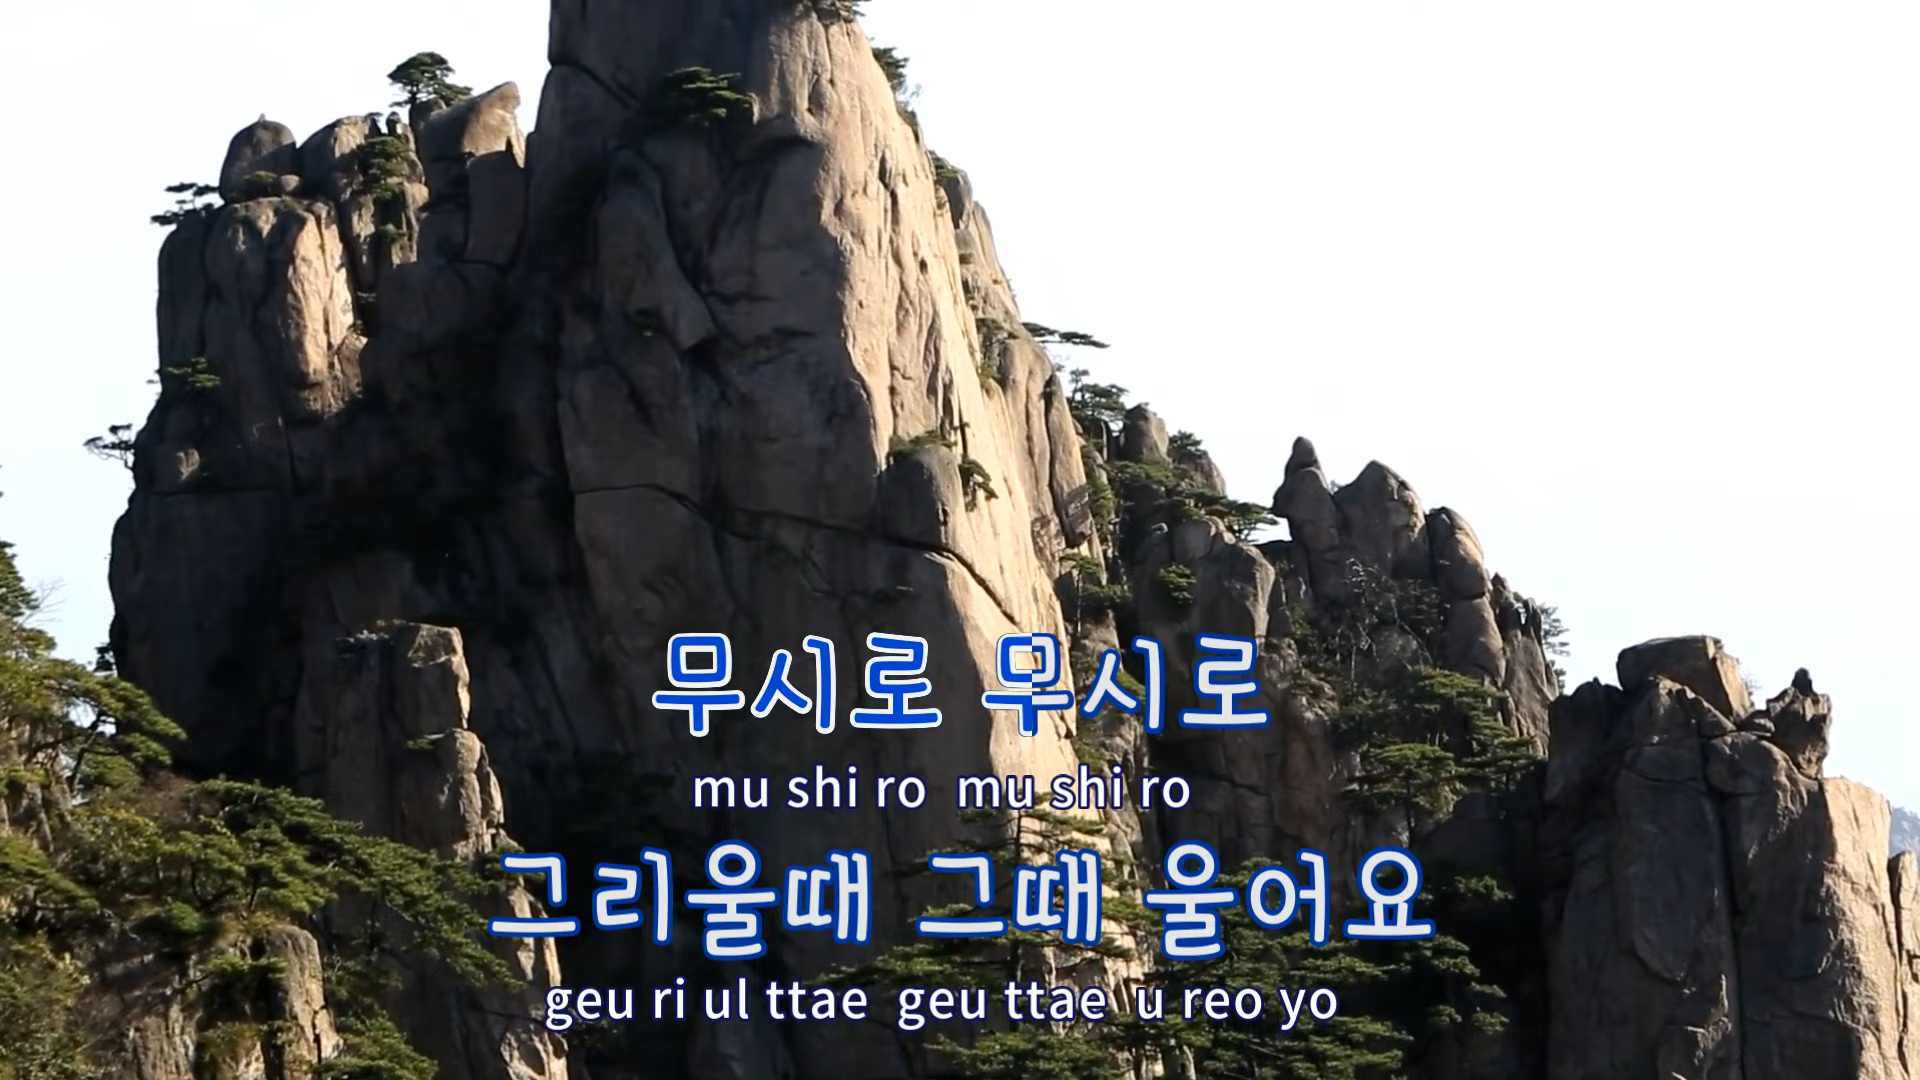 무시로 무시로
mu shi ro mu shi ro
그리울때 그때 울어요
geu ri ul ttae geu ttae u reo yo